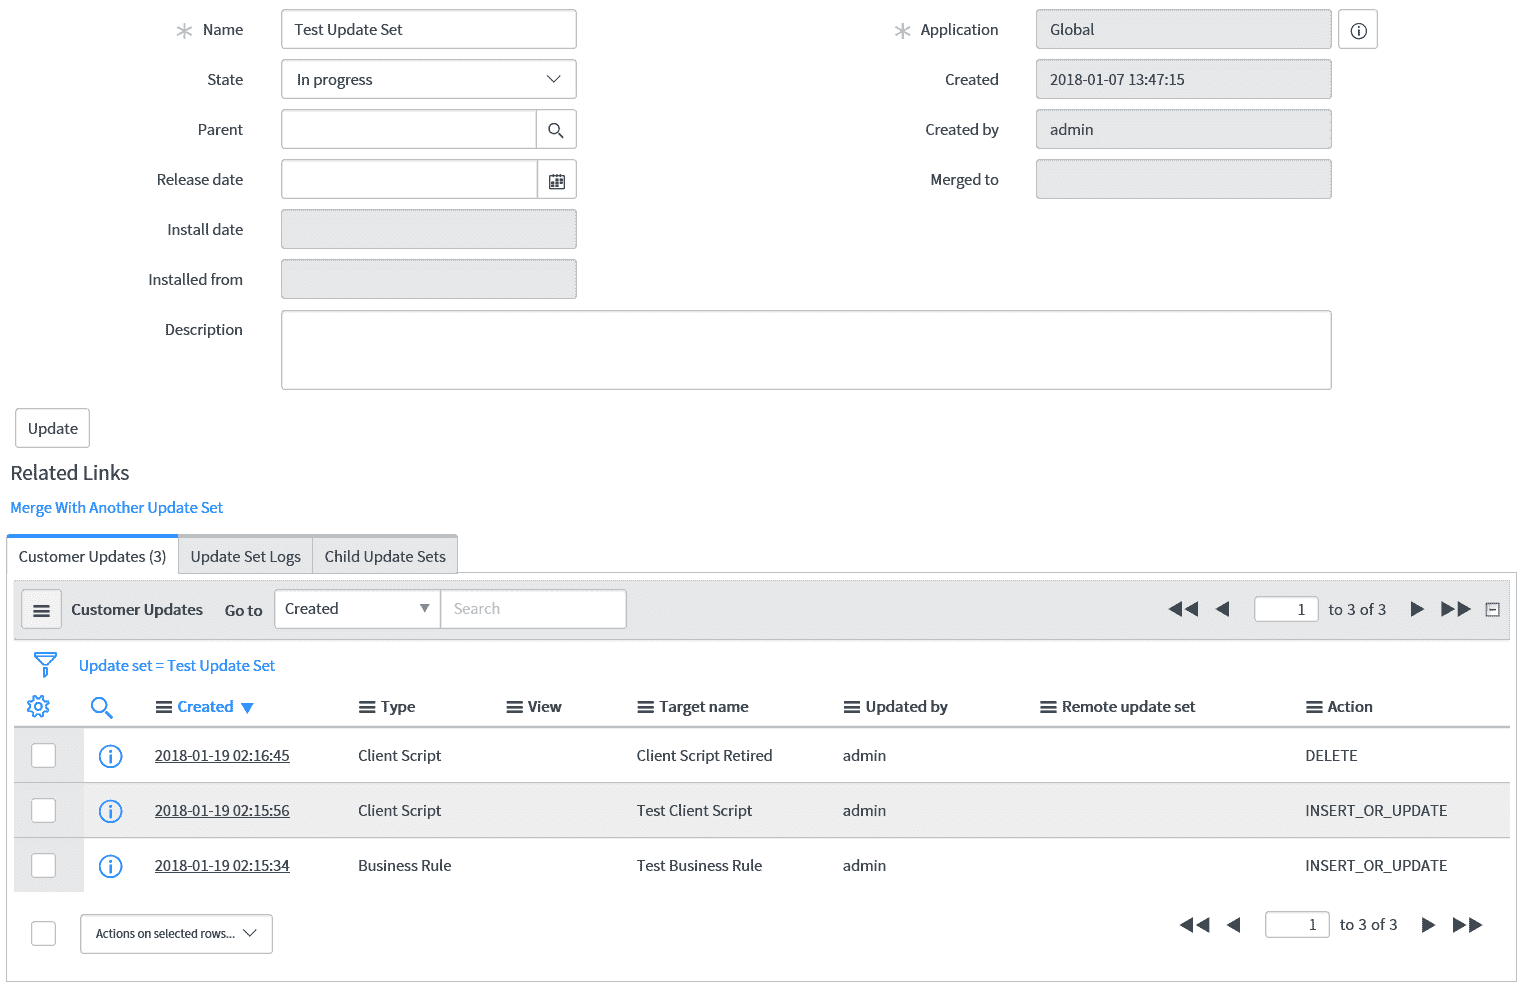 Name Test Update Set Application Global
State In progress Created 2018-01-07 13:47:15
Parent Created by admin
Release date Merged to
Install date
Installed from
Description
Update
Related Links
Merge With Another Update Set
Customer Updates (3) Update Set Logs Child Update Sets
Customer Updates Go to Created Search 1 to 3 of 3
Update set = Test Update Set
Created Type View Target name Updated by Remote update set Action
2018-01-19 02:16:45 Client Script Client Script Retired admin DELETE
2018-01-19 02:15:56 Client Script Test Client Script admin INSERT_OR_UPDATE
2018-01-19 02:15:34 Business Rule Test Business Rule admin INSERT_OR_UPDATE
Actions on selected rows... 1 to 3 of 3